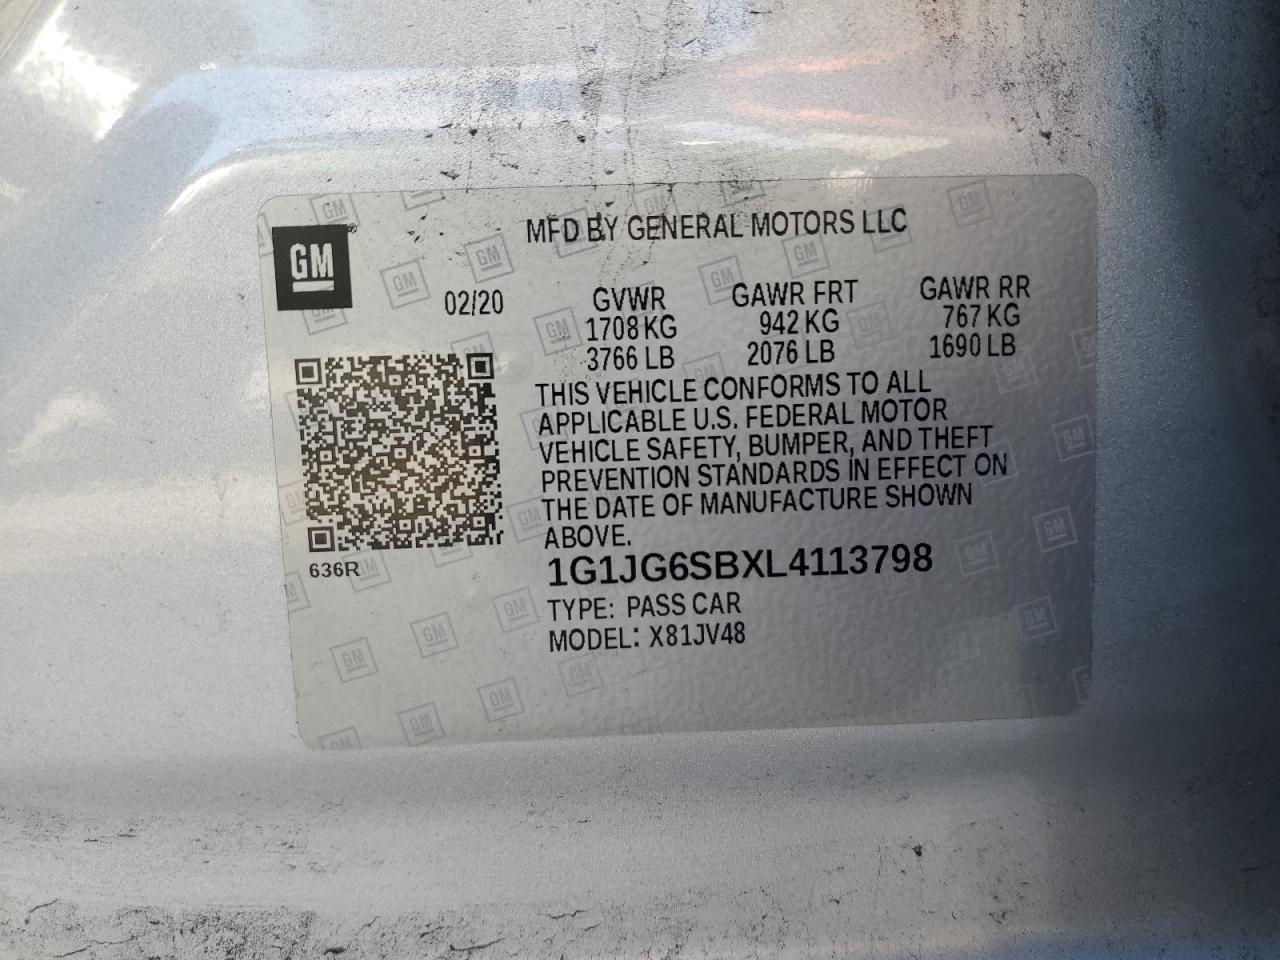 MFD BY GENERAL MOTORS LLC
GM
02/20
GVWR GAWR FRT GAWR RR
1708 KG 942 KG 767 KG
3766 LB 2076 LB 1690 LB
THIS VEHICLE CONFORMS TO ALL
APPLICABLE U.S. FEDERAL MOTOR
VEHICLE SAFETY, BUMPER, AND THEFT
PREVENTION STANDARDS IN EFFECT ON
THE DATE OF MANUFACTURE SHOWN
ABOVE.
636R
1G1JG6SBXL4113798
TYPE: PASS CAR
MODEL: X81JV48